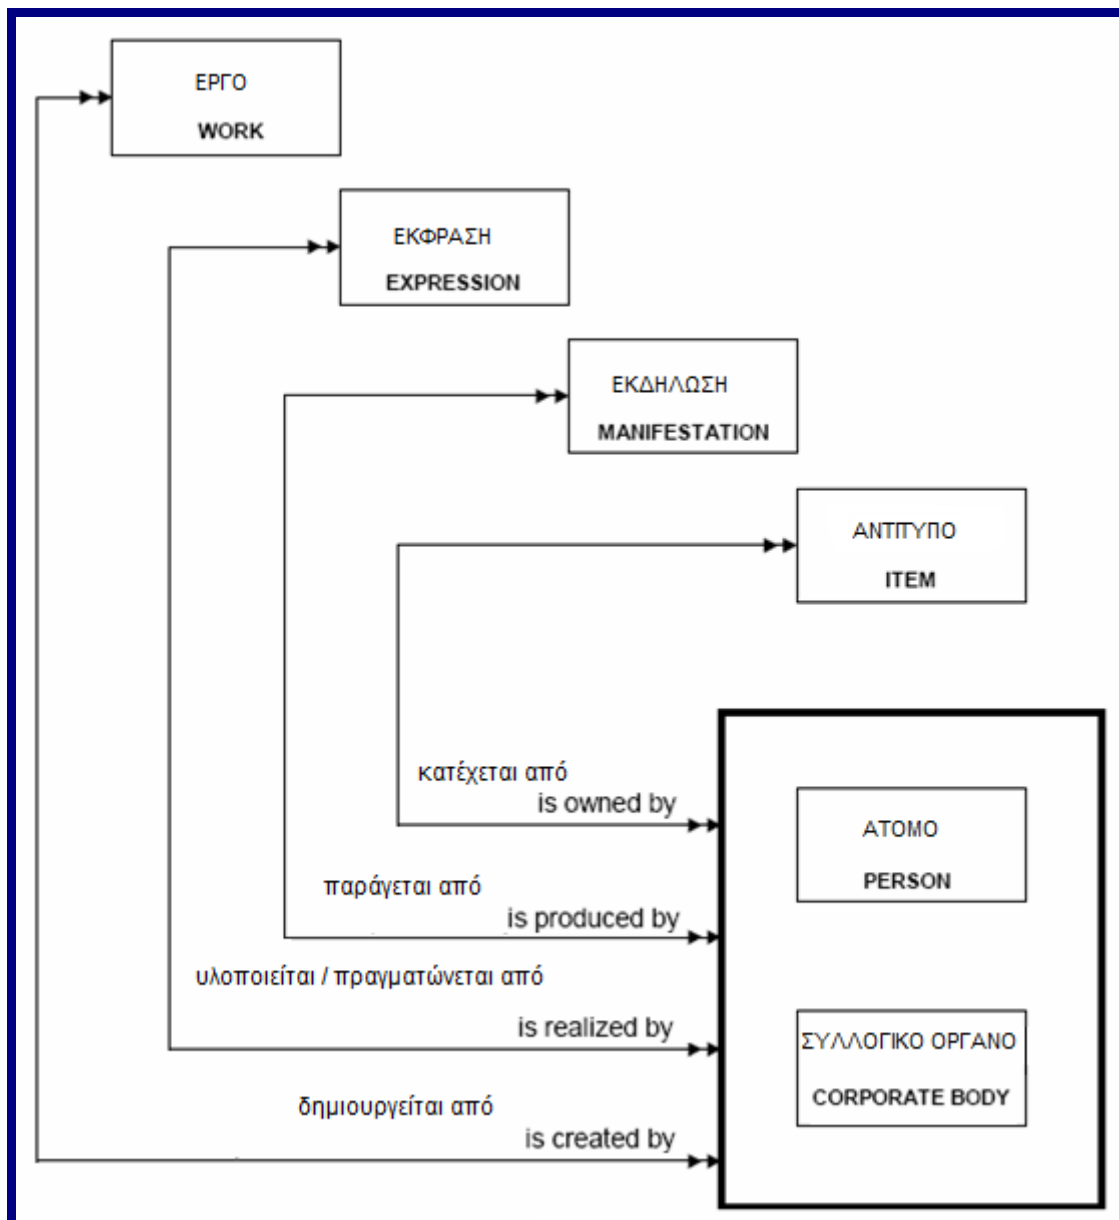 ΕΡΓΟ
WORK
ΕΚΦΡΑΣΗ
EXPRESSION
ΕΚΔΗΛΩΣΗ
MANIFESTATION
ΑΝΤΙΤΥΠΟ
ITEM
κατέχεται από
is owned by
ΑΤΟΜΟ
PERSON
παράγεται από
is produced by
υλοποιείται / πραγματώνεται από
is realized by
ΣΥΛΛΟΓΙΚΟ ΟΡΓΑΝΟ
CORPORATE BODY
δημιουργείται από
is created by